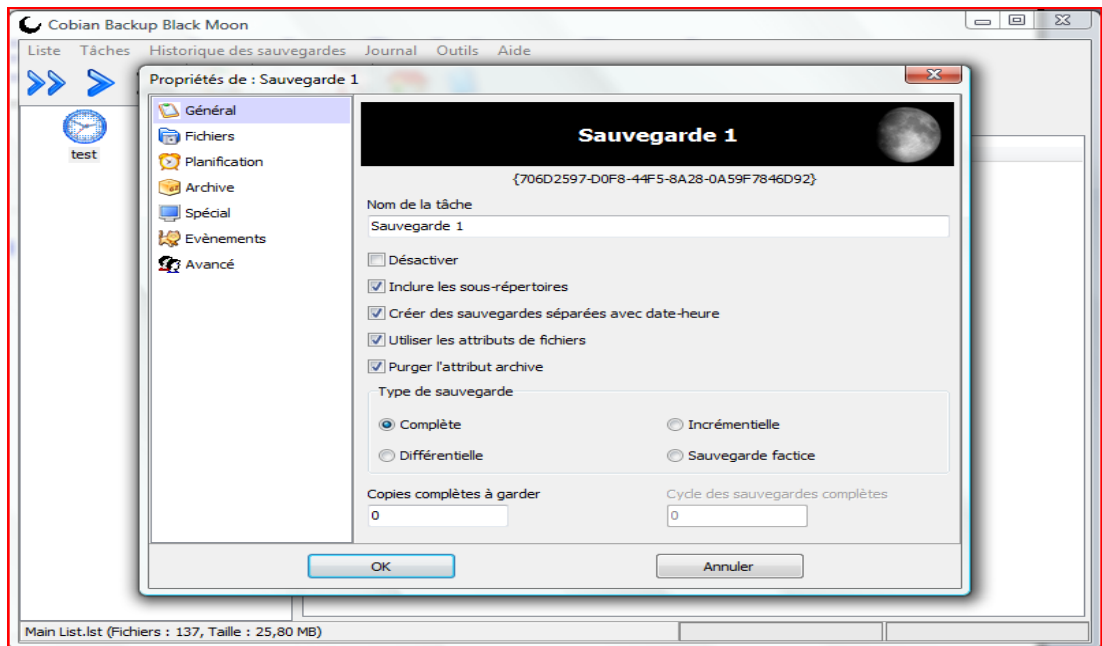 Cobian Backup Black Moon
Liste Tâches Historique des sauvegardes Journal Outils Aide
Propriétés de : Sauvegarde 1
test
Général
Fichiers
Planification
Archive
Spécial
Evènements
Avancé
Sauvegarde 1
{706D2597-D0F8-44F5-8A28-0A59F7846D92}
Nom de la tâche
Sauvegarde 1
Désactiver
Inclure les sous-répertoires
Créer des sauvegardes séparées avec date-heure
Utiliser les attributs de fichiers
Purger l'attribut archive
Type de sauvegarde
Complète Incrémentielle
Différentielle Sauvegarde factice
Copies complètes à garder Cycle des sauvegardes complètes
0 0
OK Annuler
Main List.lst (Fichiers : 137, Taille : 25,80 MB)